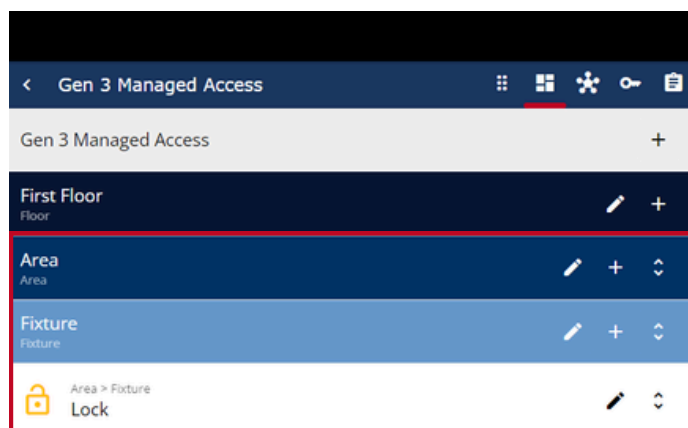 Gen 3 Managed Access
Gen 3 Managed Access
First Floor
Floor
Area
Area
Fixture
Fixture
Area > Fixture
Lock